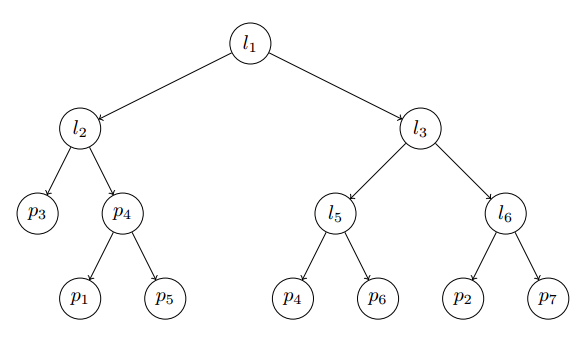 l₁
l₂ l₃
p₃ p₄ l₅ l₆
p₁ p₅ p₄ p₆ p₂ p₇